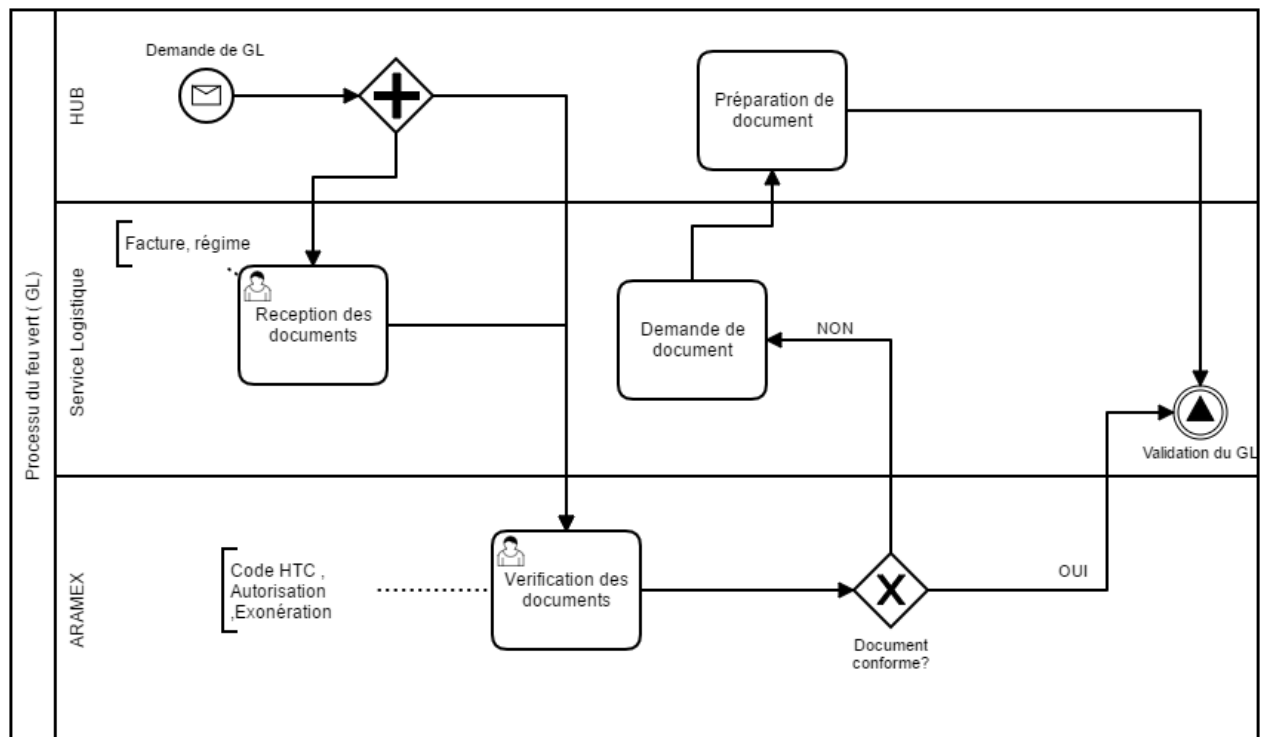 Processu du feu vert ( GL)
HUB
Demande de GL
Préparation de
document
Service Logistique
Facture, régime
Reception des
documents
Demande de
document
NON
Validation du GL
ARAMEX
Code HTC ,
Autorisation
,Exonération
Verification des
documents
Document
conforme?
OUI